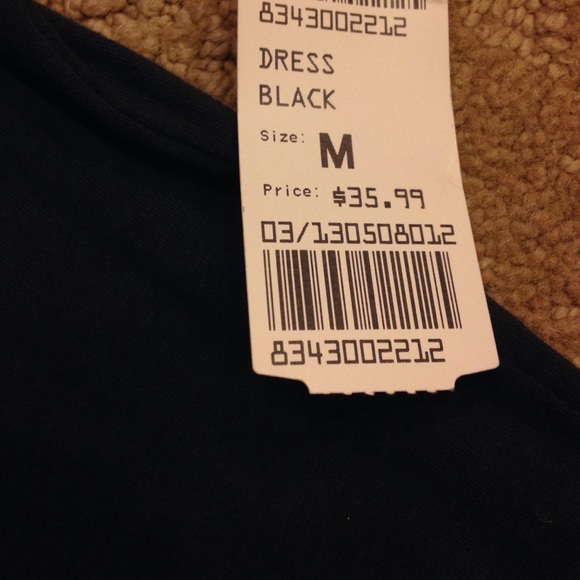 8343002212
DRESS
BLACK
Size: M
Price: $35.99
03/130508012
8343002212